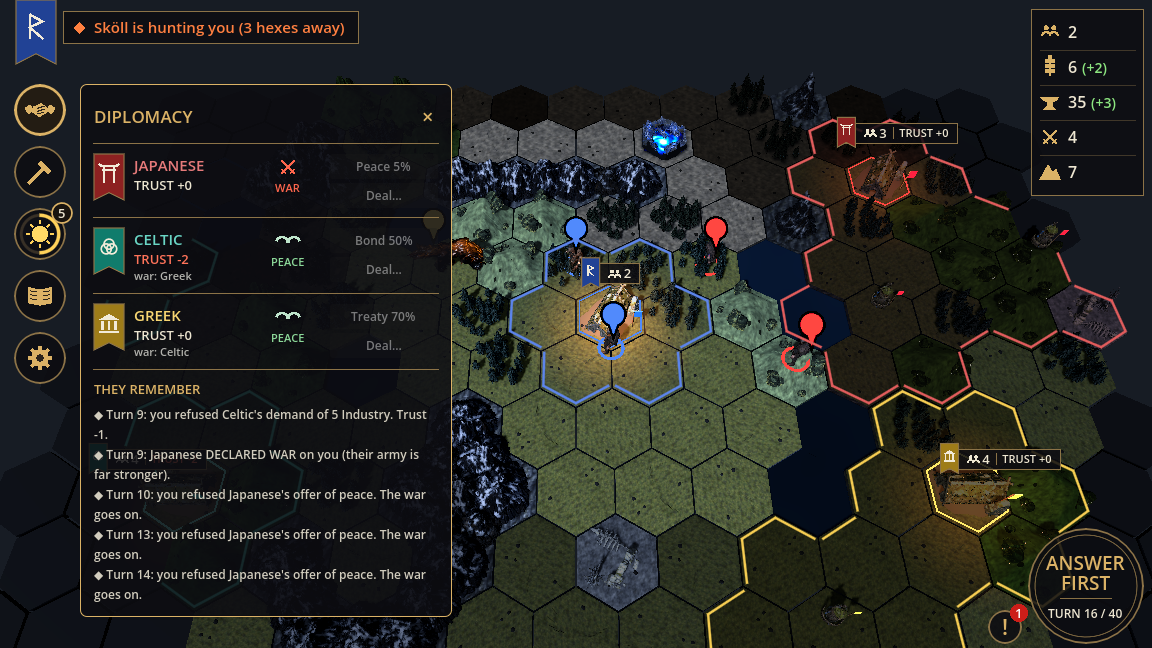 Sköll is hunting you (3 hexes away)
2
6 (+2)
35 (+3)
4
7
5
DIPLOMACY
×
JAPANESE
TRUST +0
WAR
Peace 5%
Deal...
CELTIC
TRUST -2
war: Greek
PEACE
Bond 50%
Deal...
GREEK
TRUST +0
war: Celtic
PEACE
Treaty 70%
Deal...
THEY REMEMBER
◆ Turn 9: you refused Celtic's demand of 5 Industry. Trust
-1.
◆ Turn 9: Japanese DECLARED WAR on you (their army is
far stronger).
◆ Turn 10: you refused Japanese's offer of peace. The war
goes on.
◆ Turn 13: you refused Japanese's offer of peace. The war
goes on.
◆ Turn 14: you refused Japanese's offer of peace. The war
goes on.
3 | TRUST +0
2
4 | TRUST +0
ANSWER
FIRST
TURN 16 / 40
! 1